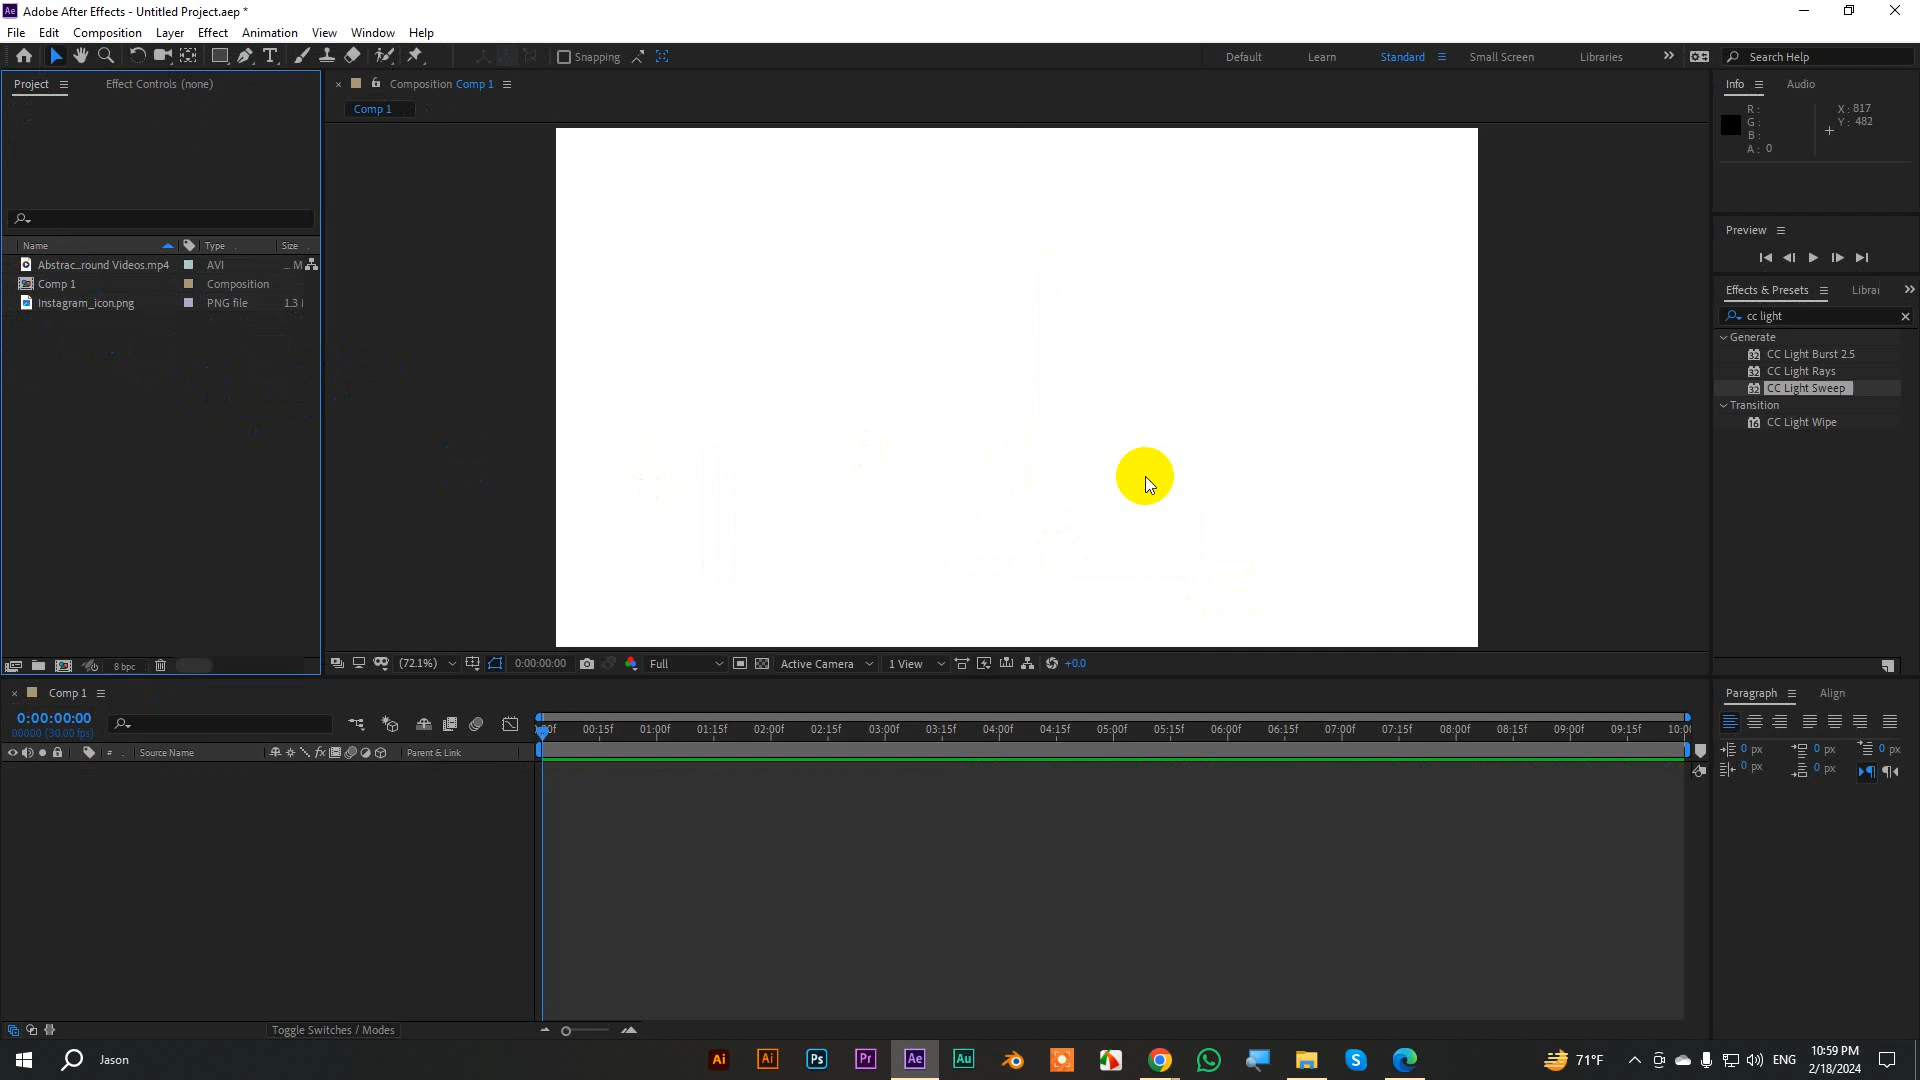 Adobe After Effects - Untitled Project.aep *
File Edit Composition Layer Effect Animation View Window Help
Snapping
Default Learn Standard Small Screen Libraries
Search Help
Project
Effect Controls (none)
Composition Comp 1
Comp 1
Name Type Size
Abstrac...round Videos.mp4 AVI ... M
Comp 1 Composition
Instagram_icon.png PNG file 1.3
8 bpc
(72.1%) 0:00:00:00 Full Active Camera 1 View +0.0
Info Audio
R: X: 817
G: Y: 482
B:
A: 0
Preview
Effects & Presets Librar
cc light
Generate
CC Light Burst 2.5
CC Light Rays
CC Light Sweep
Transition
CC Light Wipe
Comp 1
0:00:00:00
00000 (30.00 fps)
# Source Name Parent & Link
00:15f 01:00f 01:15f 02:00f 02:15f 03:00f 03:15f 04:00f 04:15f 05:00f 05:15f 06:00f 06:15f 07:00f 07:15f 08:00f 08:15f 09:00f 09:15f 10:00
Toggle Switches / Modes
Paragraph Align
0 px 0 px 0 px
0 px 0 px
Jason
71°F ENG
10:59 PM
2/18/2024